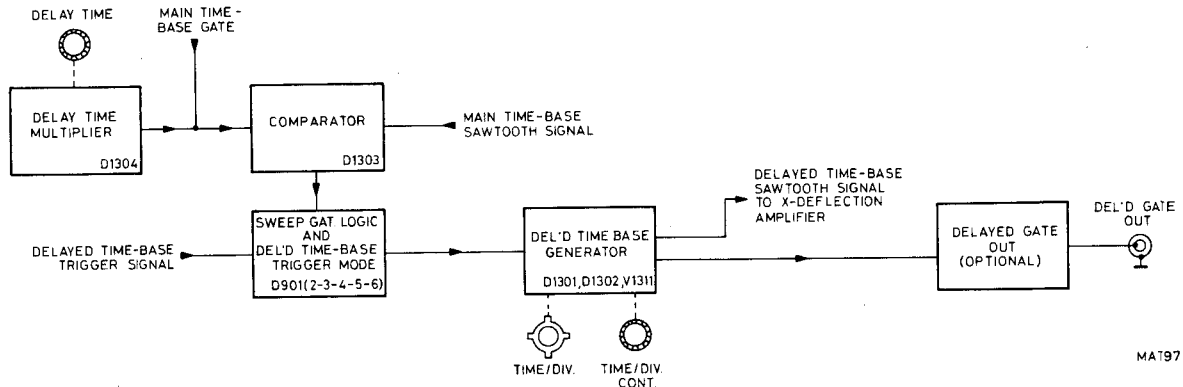 DELAY TIME
MAIN TIME-
BASE GATE
DELAY TIME
MULTIPLIER
D1304
COMPARATOR
D1303
MAIN TIME-BASE
SAWTOOTH SIGNAL
DELAYED TIME-BASE
TRIGGER SIGNAL
SWEEP GAT LOGIC
AND
DEL'D TIME-BASE
TRIGGER MODE
D901(2-3-4-5-6)
DEL'D TIME BASE
GENERATOR
D1301,D1302,V1311
DELAYED TIME-BASE
SAWTOOTH SIGNAL
TO X-DEFLECTION
AMPLIFIER
DELAYED GATE
OUT
(OPTIONAL)
DEL'D GATE
OUT
TIME/DIV.
TIME/DIV.
CONT.
MAT97